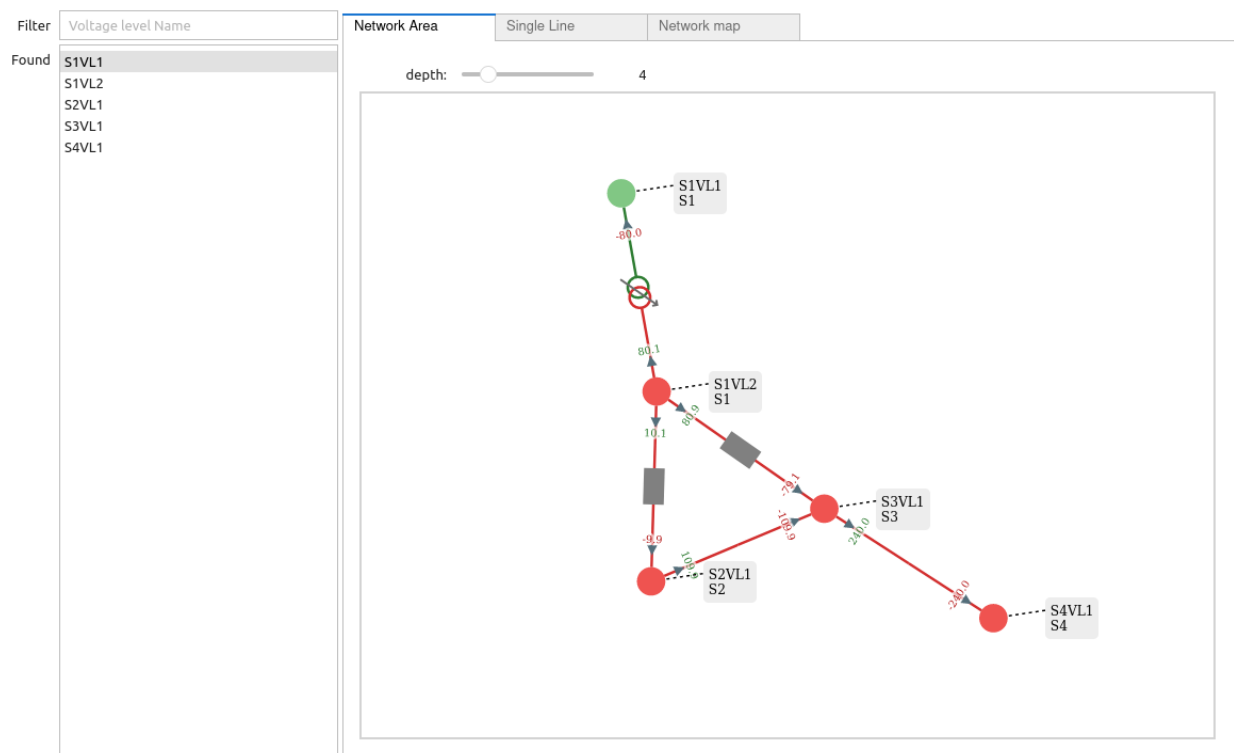 Filter
Voltage level Name
Network Area
Single Line
Network map
Found
S1VL1
S1VL2
S2VL1
S3VL1
S4VL1
depth:
4
S1VL1
S1
-80.0
80.1
S1VL2
S1
80.9
10.1
-79.1
S3VL1
S3
-109.9
240.0
-9.9
S2VL1
S2
-240.0
S4VL1
S4